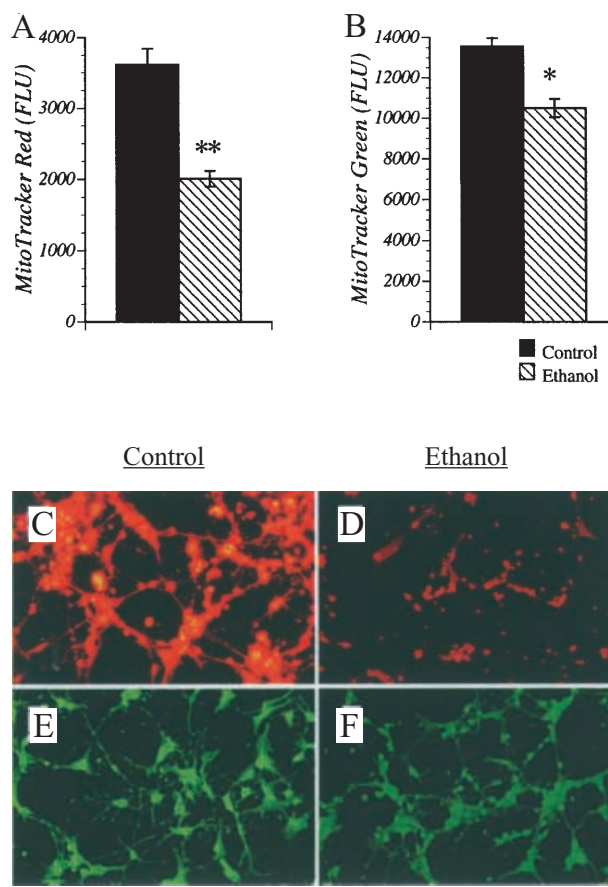 A
MitoTracker Red (FLU)
4000
3000
2000
1000
0
**
B
MitoTracker Green (FLU)
14000
12000
10000
8000
6000
4000
2000
0
*
Control
Ethanol
Control Ethanol
C D
E F